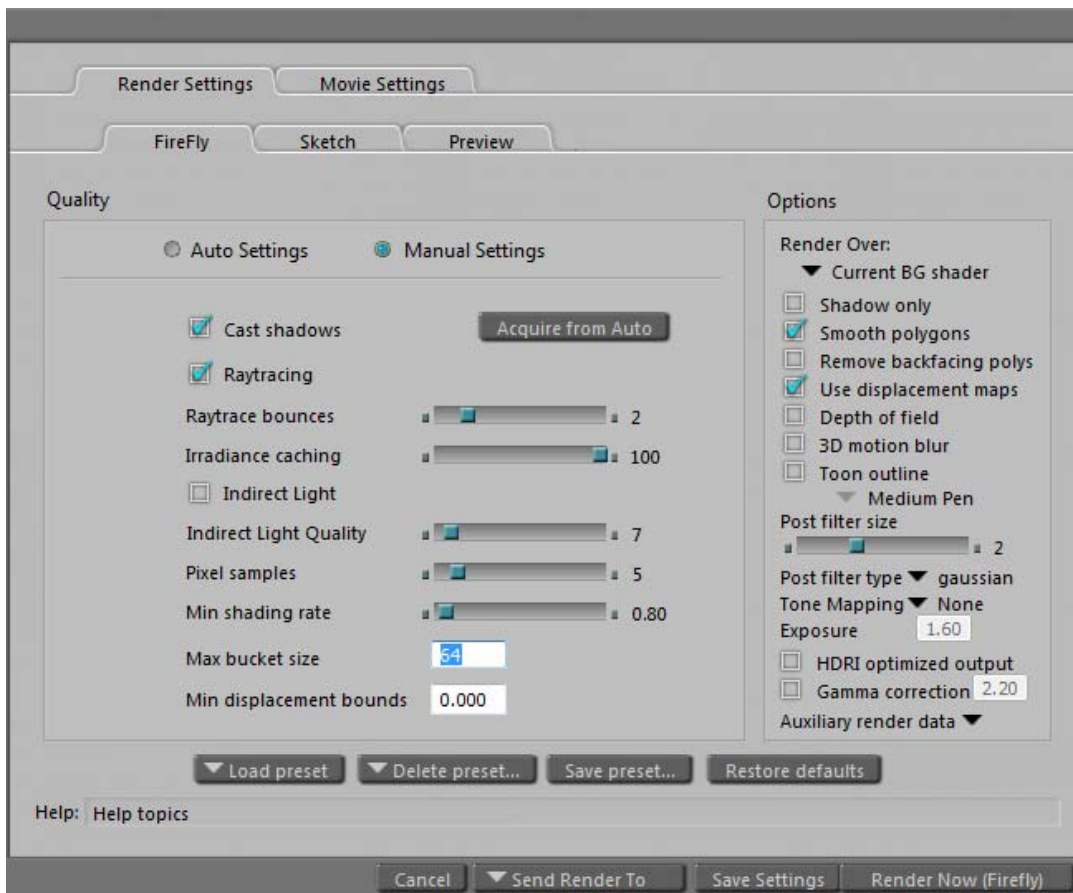 Render Settings Movie Settings
FireFly Sketch Preview
Quality
Auto Settings Manual Settings
Cast shadows Acquire from Auto
Raytracing
Raytrace bounces 2
Irradiance caching 100
Indirect Light
Indirect Light Quality 7
Pixel samples 5
Min shading rate 0.80
Max bucket size 64
Min displacement bounds 0.000
Options
Render Over:
Current BG shader
Shadow only
Smooth polygons
Remove backfacing polys
Use displacement maps
Depth of field
3D motion blur
Toon outline
Medium Pen
Post filter size
2
Post filter type gaussian
Tone Mapping None
Exposure 1.60
HDRI optimized output
Gamma correction 2.20
Auxiliary render data
Load preset Delete preset... Save preset... Restore defaults
Help: Help topics
Cancel Send Render To Save Settings Render Now (Firefly)